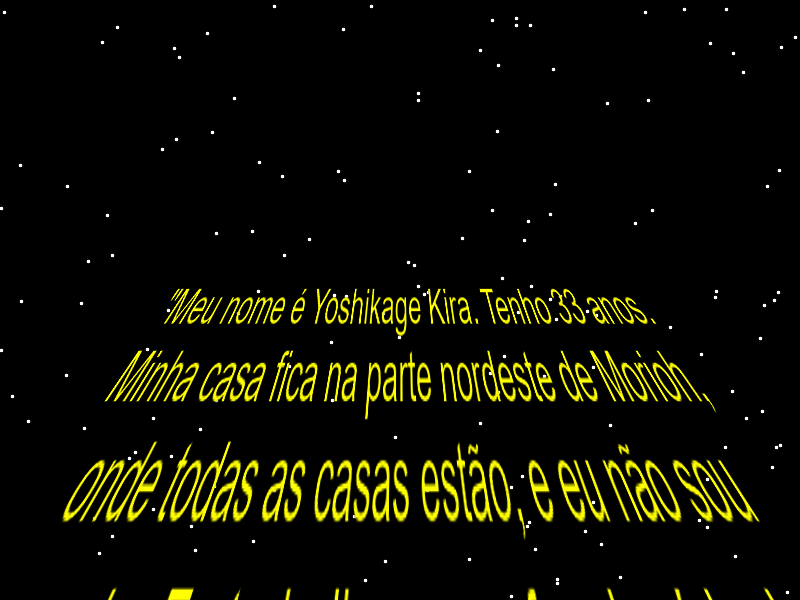 "Meu nome é Yoshikage Kira. Tenho 33 anos.
Minha casa fica na parte nordeste de Morioh,
onde todas as casas estão, e eu não sou